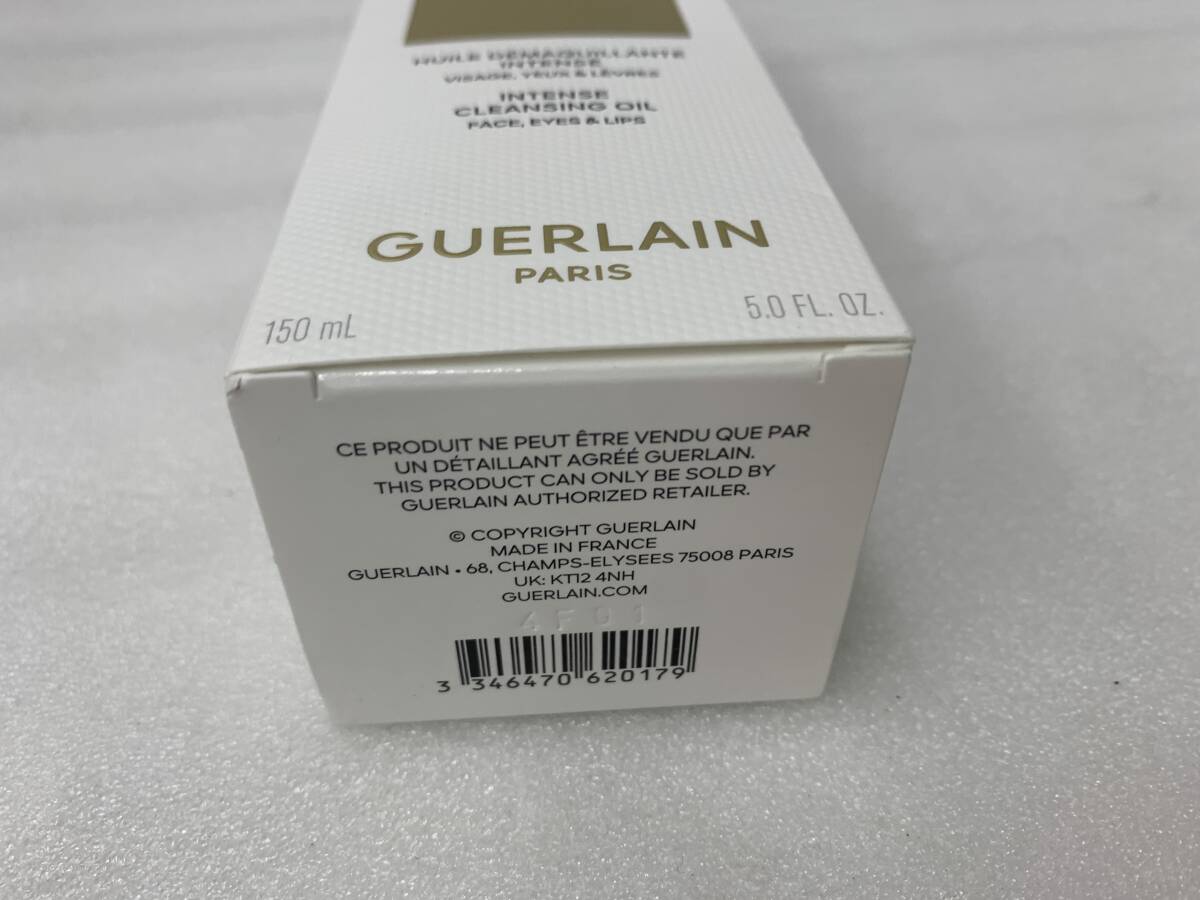 HUILE DÉMAQUILLANTE
INTENSE
VISAGE, YEUX & LÈVRES
INTENSE
CLEANSING OIL
FACE, EYES & LIPS
GUERLAIN
PARIS
150 mL
5.0 FL. OZ.
CE PRODUIT NE PEUT ÊTRE VENDU QUE PAR
UN DÉTAILLANT AGRÉÉ GUERLAIN.
THIS PRODUCT CAN ONLY BE SOLD BY
GUERLAIN AUTHORIZED RETAILER.
© COPYRIGHT GUERLAIN
MADE IN FRANCE
GUERLAIN • 68, CHAMPS-ELYSEES 75008 PARIS
UK: KT12 4NH
GUERLAIN.COM
4F01
3 346470 620179